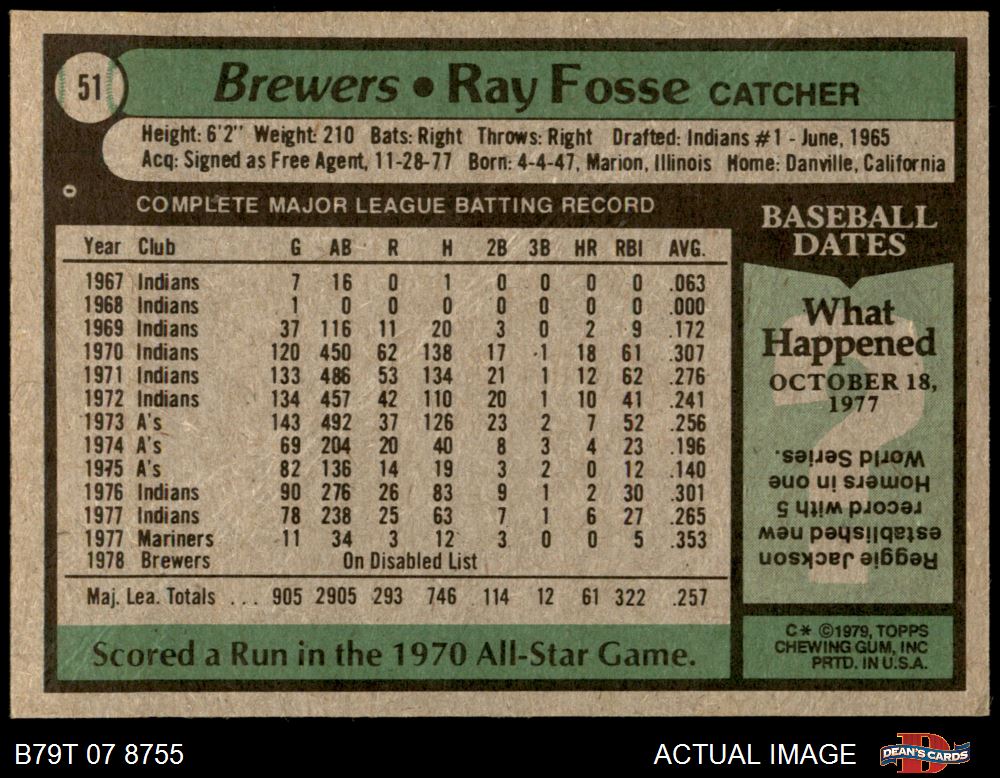 51
Brewers • Ray Fosse CATCHER
Height: 6'2" Weight: 210 Bats: Right Throws: Right Drafted: Indians #1 - June, 1965
Acq: Signed as Free Agent, 11-28-77 Born: 4-4-47, Marion, Illinois Home: Danville, California
COMPLETE MAJOR LEAGUE BATTING RECORD
Year Club G AB R H 2B 3B HR RBI AVG.
1967 Indians 7 16 0 1 0 0 0 0 .063
1968 Indians 1 0 0 0 0 0 0 0 .000
1969 Indians 37 116 11 20 3 0 2 9 .172
1970 Indians 120 450 62 138 17 1 18 61 .307
1971 Indians 133 486 53 134 21 1 12 62 .276
1972 Indians 134 457 42 110 20 1 10 41 .241
1973 A's 143 492 37 126 23 2 7 52 .256
1974 A's 69 204 20 40 8 3 4 23 .196
1975 A's 82 136 14 19 3 2 0 12 .140
1976 Indians 90 276 26 83 9 1 2 30 .301
1977 Indians 78 238 25 63 7 1 6 27 .265
1977 Mariners 11 34 3 12 3 0 0 5 .353
1978 Brewers On Disabled List
Maj. Lea. Totals ... 905 2905 293 746 114 12 61 322 .257
Scored a Run in the 1970 All-Star Game.
BASEBALL
DATES
What
Happened
OCTOBER 18,
1977
?
Reggie Jackson
established new
record with 5
Homers in one
World Series.
C* ©1979, TOPPS
CHEWING GUM, INC
PRTD. IN U.S.A.
B79T 07 8755
ACTUAL IMAGE
D
DEAN'S CARDS